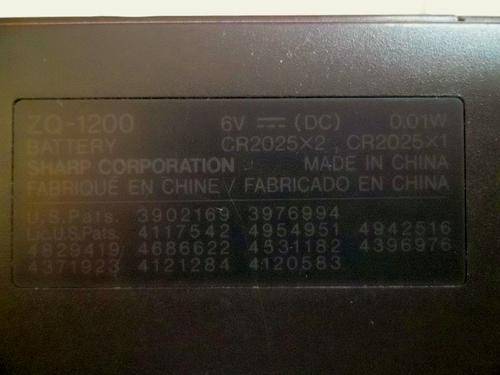 ZQ-1200 6V ⎓ (DC) 0.01W
BATTERY CR2025×2 , CR2025×1
SHARP CORPORATION MADE IN CHINA
FABRIQUÉ EN CHINE / FABRICADO EN CHINA
U.S.Pats. 3902169 3976994
Lic.U.S.Pats. 4117542 4954951 4942516
4829419 4686622 4531182 4396976
4371923 4121284 4120583